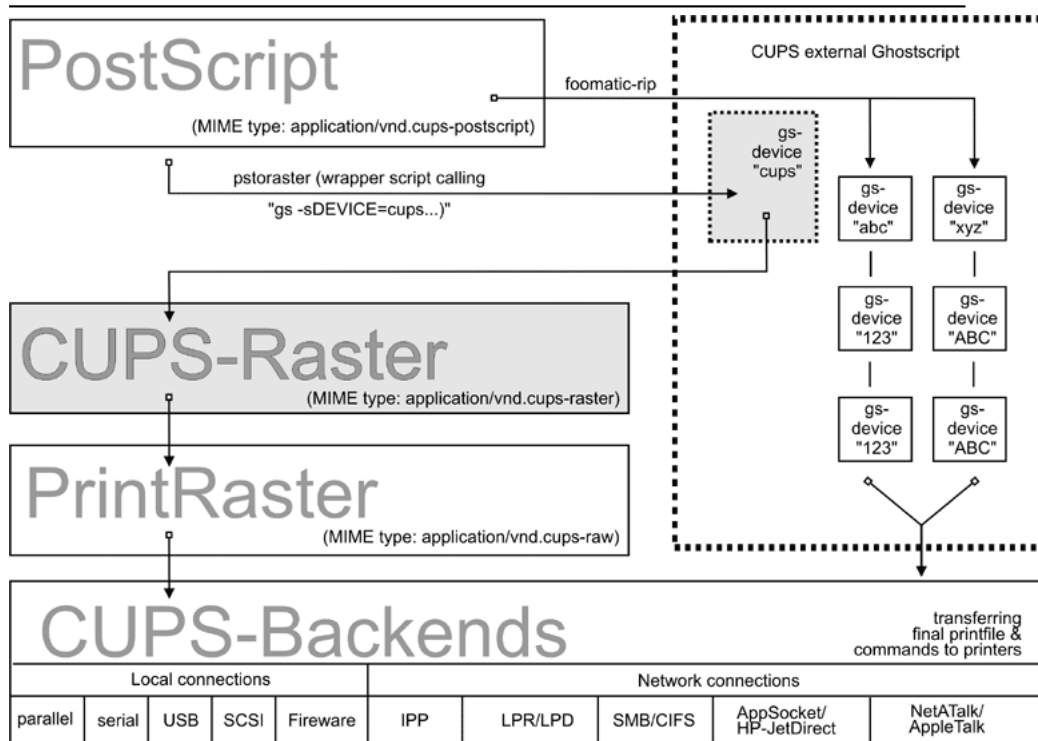 PostScript
(MIME type: application/vnd.cups-postscript)
CUPS external Ghostscript
foomatic-rip
pstoraster (wrapper script calling
"gs -sDEVICE=cups...)"
gs-
device
"cups"
gs-
device
"abc"
gs-
device
"xyz"
gs-
device
"123"
gs-
device
"ABC"
gs-
device
"123"
gs-
device
"ABC"
CUPS-Raster
(MIME type: application/vnd.cups-raster)
PrintRaster
(MIME type: application/vnd.cups-raw)
CUPS-Backends
transferring
final printfile &
commands to printers
Local connections
Network connections
parallel
serial
USB
SCSI
Fireware
IPP
LPR/LPD
SMB/CIFS
AppSocket/
HP-JetDirect
NetATalk/
AppleTalk